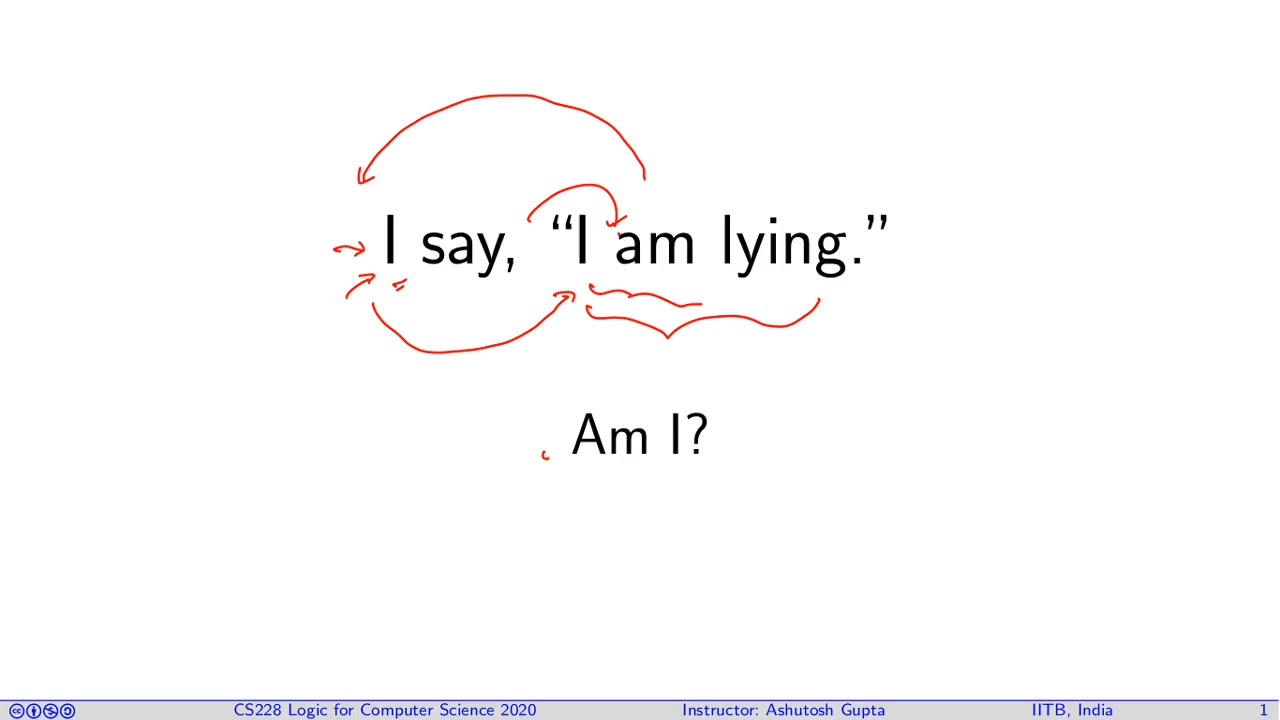 I say, “I am lying.”
Am I?
CS228 Logic for Computer Science 2020 Instructor: Ashutosh Gupta IITB, India 1